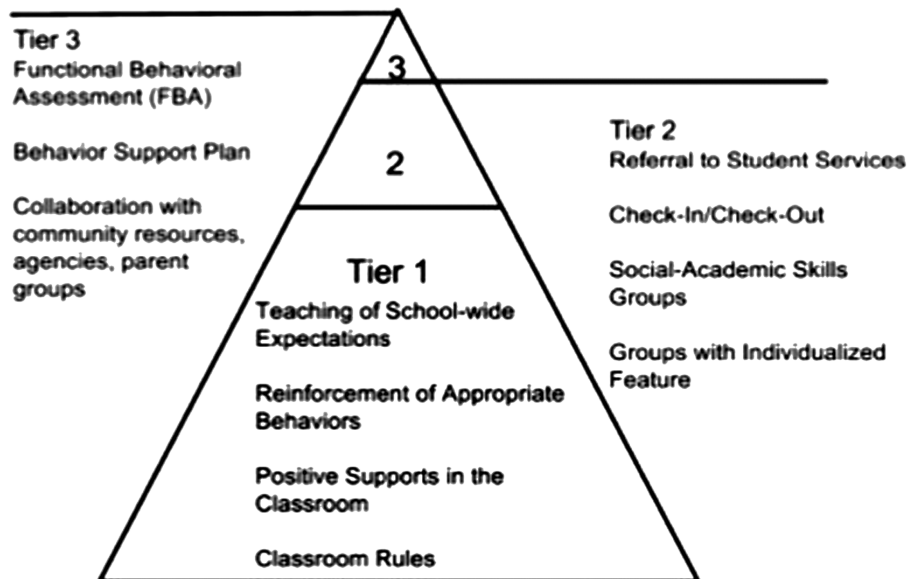 Tier 3
Functional Behavioral
Assessment (FBA)
Behavior Support Plan
Collaboration with
community resources,
agencies, parent
groups
3
2
Tier 1
Teaching of School-wide
Expectations
Reinforcement of Appropriate
Behaviors
Positive Supports in the
Classroom
Classroom Rules
Tier 2
Referral to Student Services
Check-In/Check-Out
Social-Academic Skills
Groups
Groups with Individualized
Feature